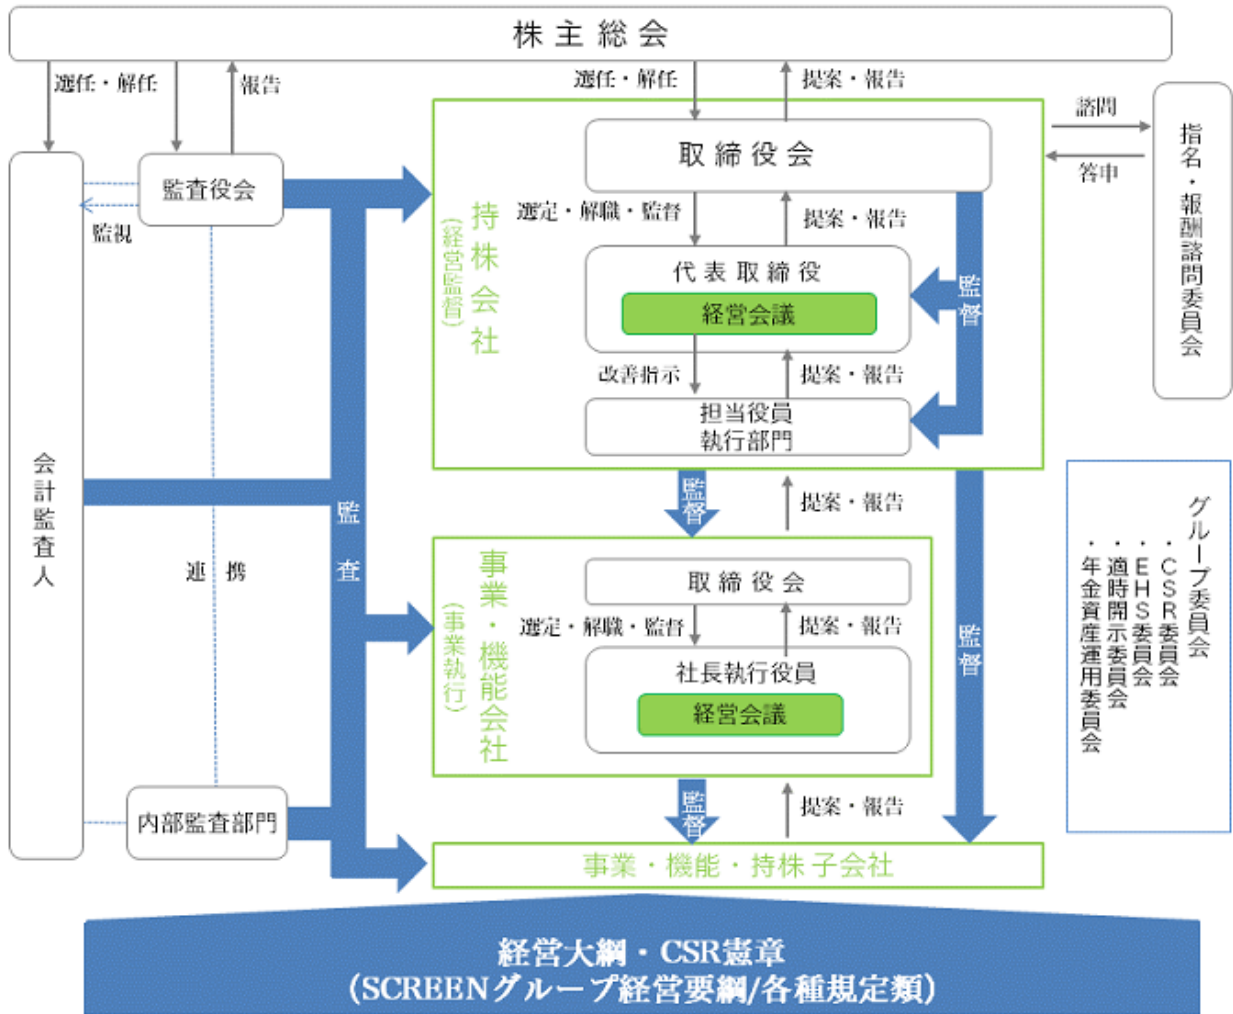 株主総会
選任・解任
報告
選任・解任
提案・報告
諮問
答申
指名・報酬諮問委員会
監査役会
監視
取締役会
持株会社
(経営監督)
選定・解職・監督
提案・報告
代表取締役
経営会議
監督
改善指示
提案・報告
担当役員
執行部門
会計監査人
監査
連携
監督
提案・報告
監督
グループ委員会
・CSR委員会
・EHS委員会
・適時開示委員会
・年金資産運用委員会
事業・機能会社
(事業執行)
取締役会
選定・解職・監督
提案・報告
社長執行役員
経営会議
内部監査部門
監督
提案・報告
事業・機能・持株子会社
経営大綱・CSR憲章
(SCREENグループ経営要綱/各種規定類)